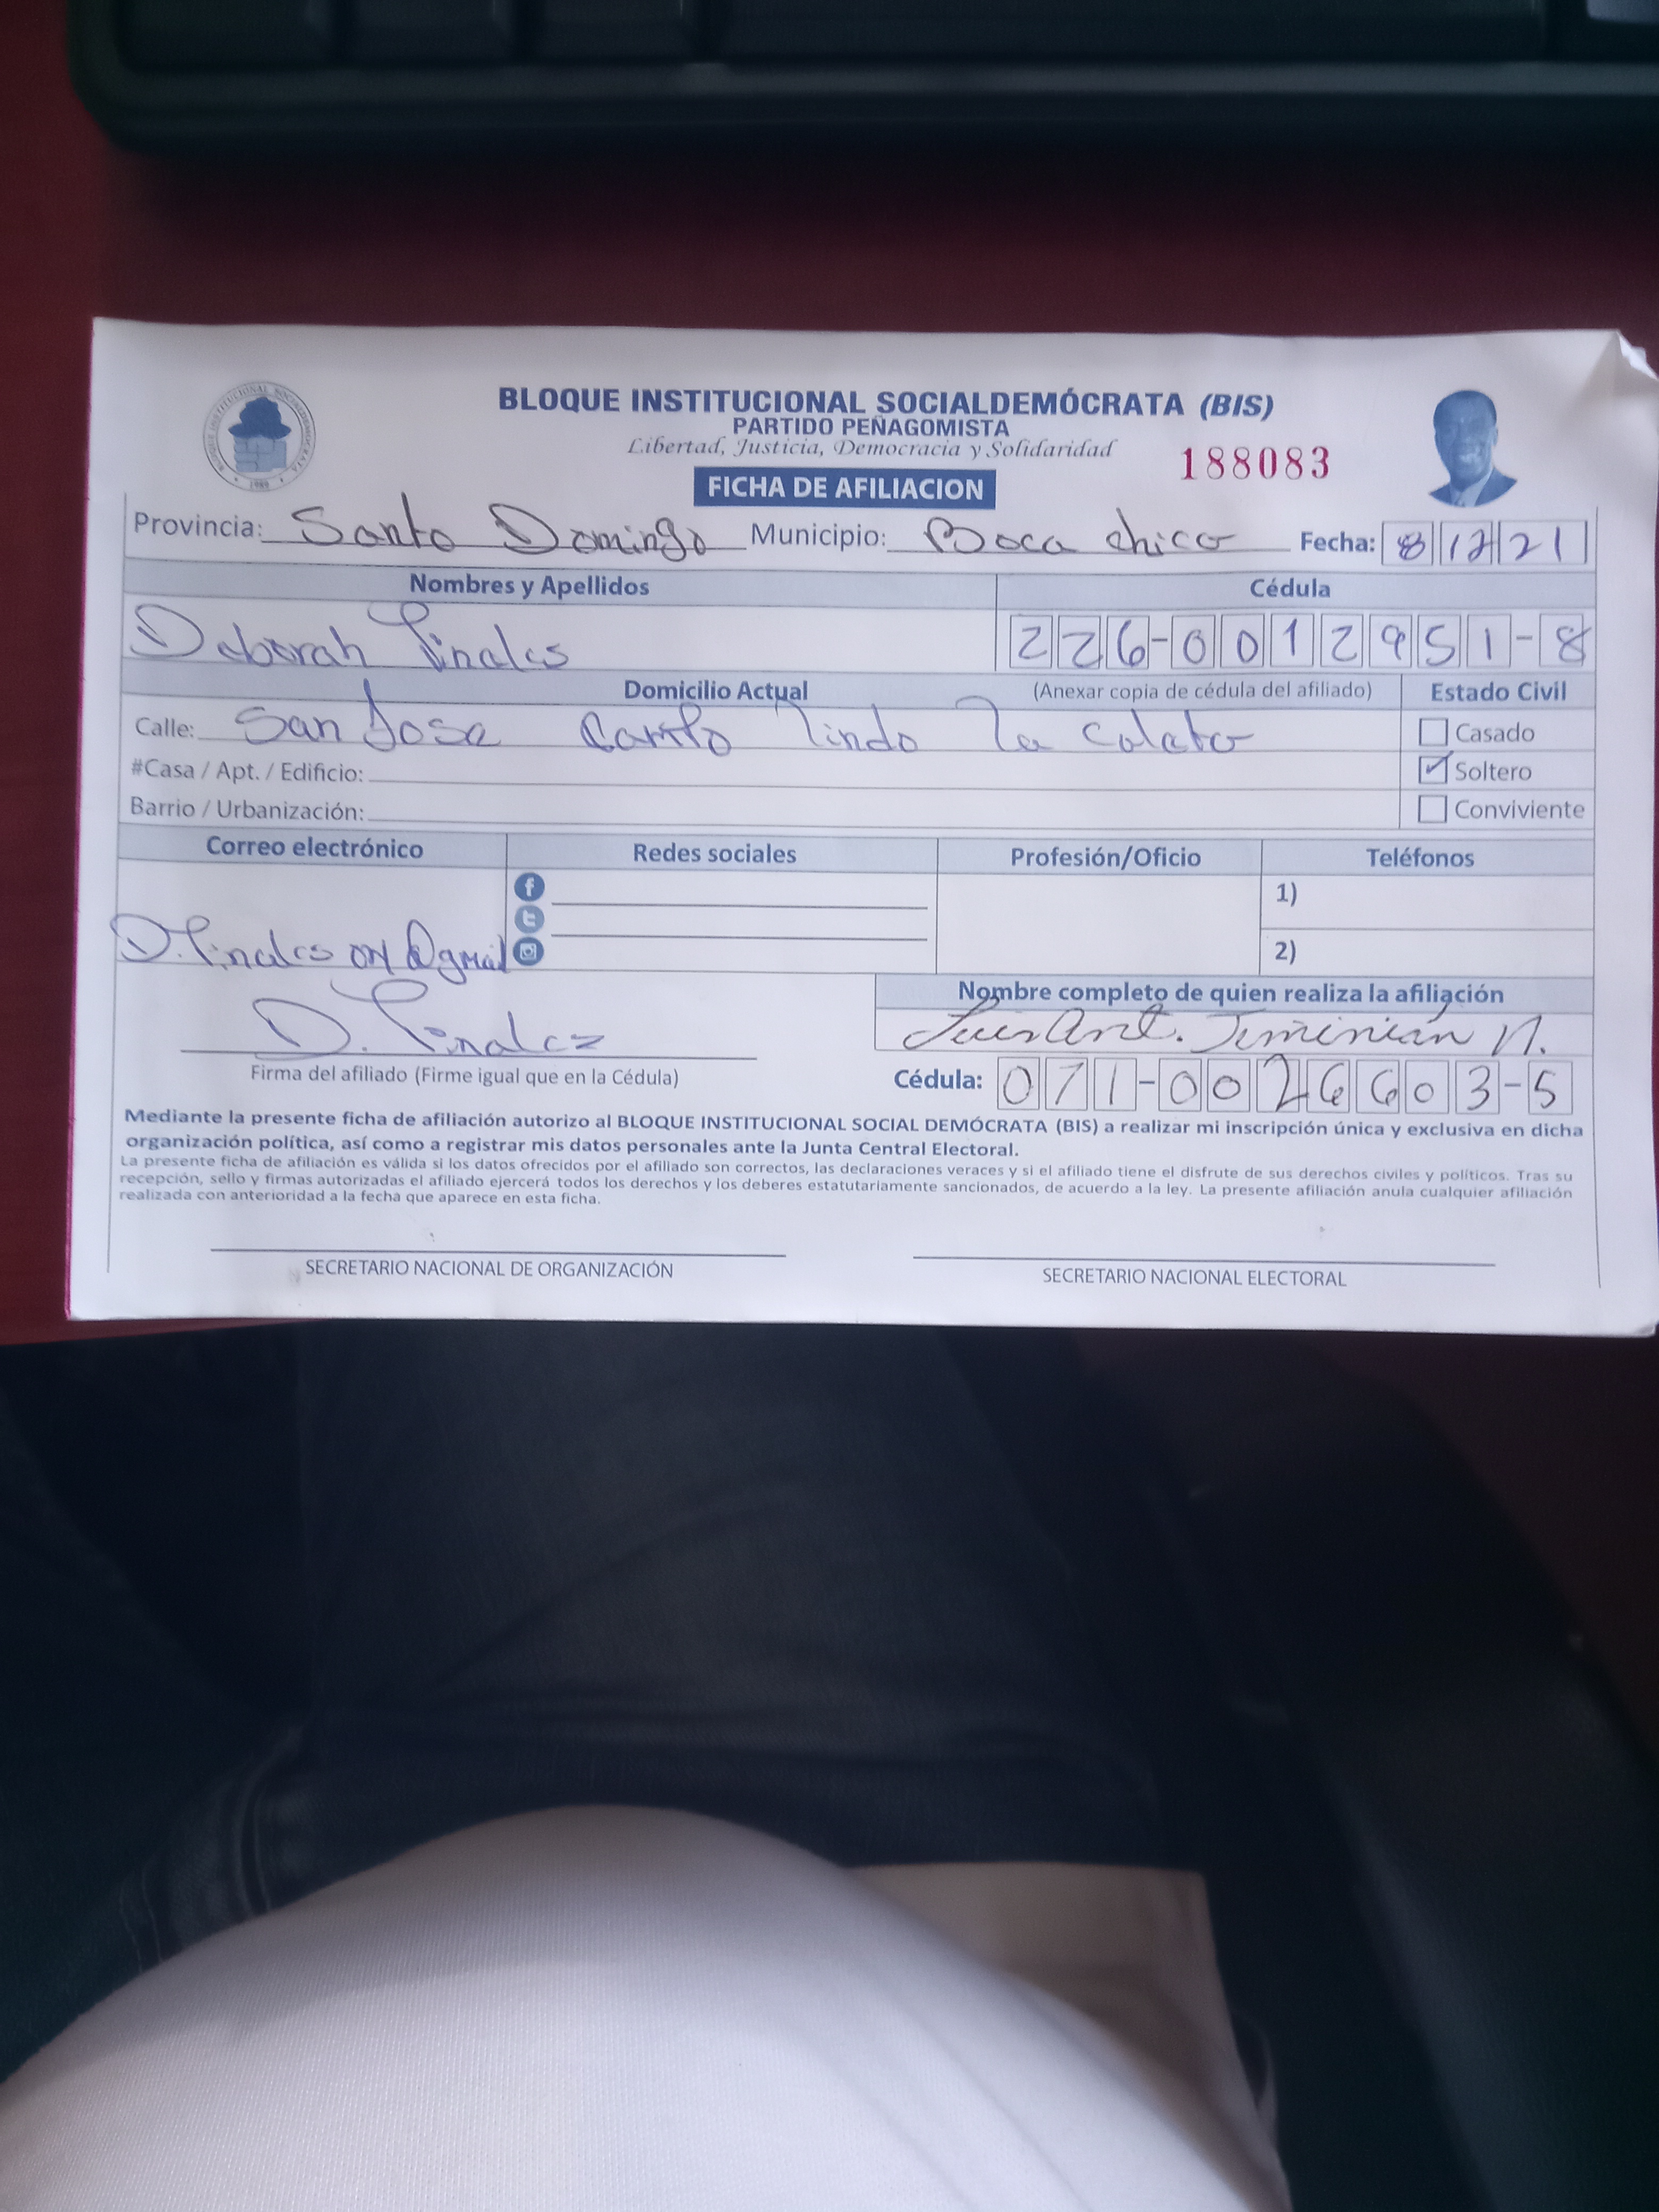 BLOQUE INSTITUCIONAL SOCIALDEMÓCRATA (BIS)
PARTIDO PEÑAGOMISTA
Libertad, Justicia, Democracia y Solidaridad
188083
FICHA DE AFILIACION
Provincia: Santo Domingo Municipio: Boca chica Fecha: 8 12 21
Nombres y Apellidos Cédula
Deborah Pinales 226-0012951-8
Domicilio Actual (Anexar copia de cédula del afiliado) Estado Civil
Calle: San Jose Campo lindo la Caleta Casado
#Casa / Apt. / Edificio: Soltero
Barrio / Urbanización: Conviviente
Correo electrónico Redes sociales Profesión/Oficio Teléfonos
1)
D.Pinales @gmail 2)
Nombre completo de quien realiza la afiliación
D. Pinales Luis Ant. N.
Firma del afiliado (Firme igual que en la Cédula) Cédula: 071-0026603-5
Mediante la presente ficha de afiliación autorizo al BLOQUE INSTITUCIONAL SOCIAL DEMÓCRATA (BIS) a realizar mi inscripción única y exclusiva en dicha
organización política, así como a registrar mis datos personales ante la Junta Central Electoral.
La presente ficha de afiliación es válida si los datos ofrecidos por el afiliado son correctos, las declaraciones veraces y si el afiliado tiene el disfrute de sus derechos civiles y políticos. Tras su
recepción, sello y firmas autorizadas el afiliado ejercerá todos los derechos y los deberes estatutariamente sancionados, de acuerdo a la ley. La presente afiliación anula cualquier afiliación
realizada con anterioridad a la fecha que aparece en esta ficha.
SECRETARIO NACIONAL DE ORGANIZACIÓN SECRETARIO NACIONAL ELECTORAL